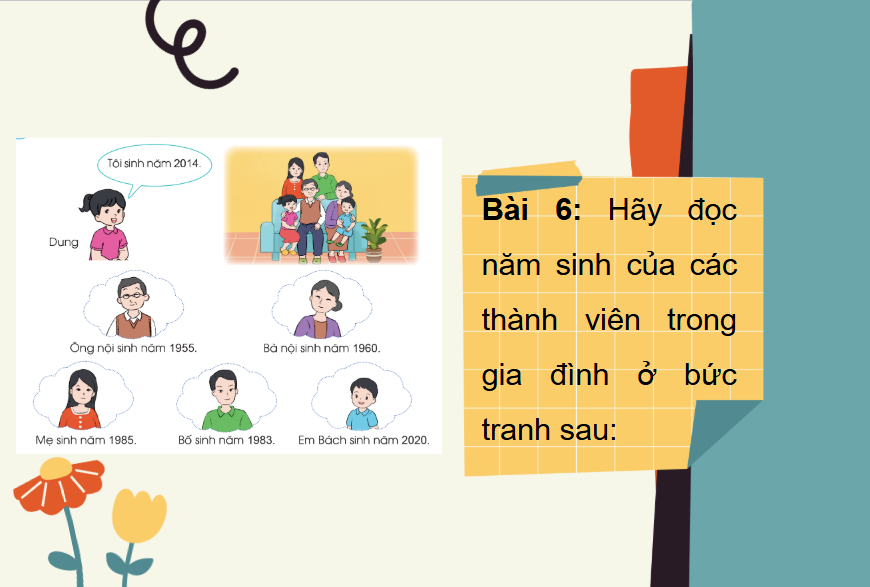 Tôi sinh năm 2014.
Dung
Ông nội sinh năm 1955.
Bà nội sinh năm 1960.
Mẹ sinh năm 1985.
Bố sinh năm 1983.
Em Bách sinh năm 2020.
Bài 6: Hãy đọc
năm sinh của các
thành viên trong
gia đình ở bức
tranh sau: